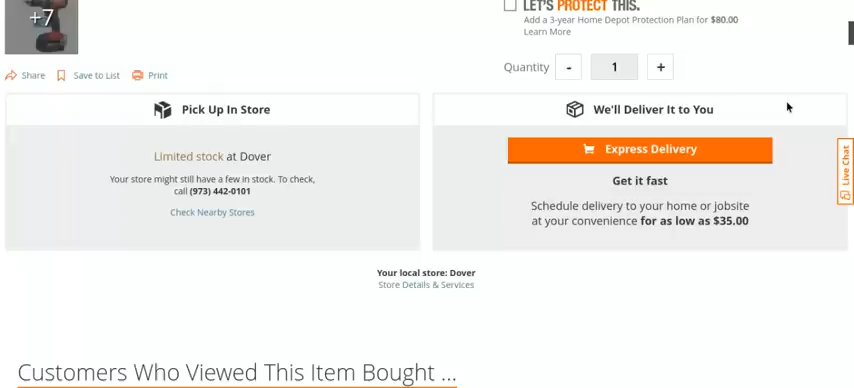 +7
LET'S PROTECT THIS.
Add a 3-year Home Depot Protection Plan for $80.00
Learn More
Quantity - 1 +
Share Save to List Print
Pick Up In Store
Limited stock at Dover
Your store might still have a few in stock. To check,
call (973) 442-0101
Check Nearby Stores
We'll Deliver It to You
Express Delivery
Get it fast
Schedule delivery to your home or jobsite
at your convenience for as low as $35.00
Live Chat
Your local store: Dover
Store Details & Services
Customers Who Viewed This Item Bought ...